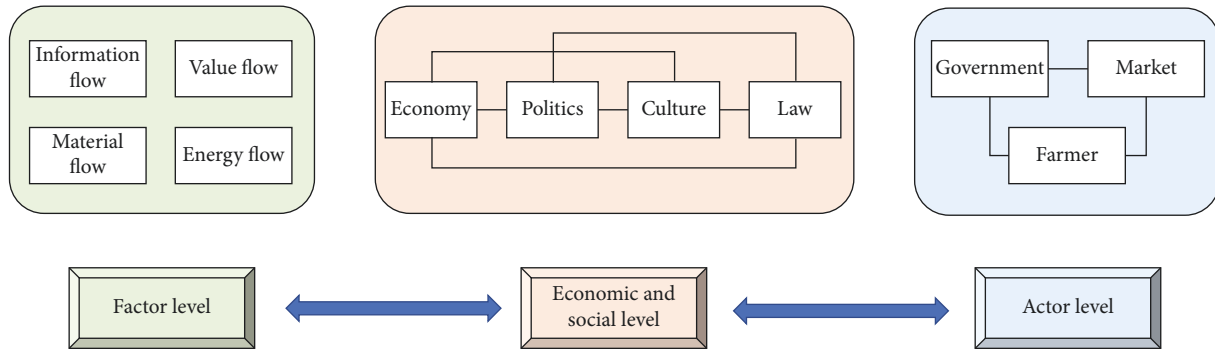 Information
flow
Value flow
Material
flow
Energy flow
Economy
Politics
Culture
Law
Government
Market
Farmer
Factor level
Economic and
social level
Actor level